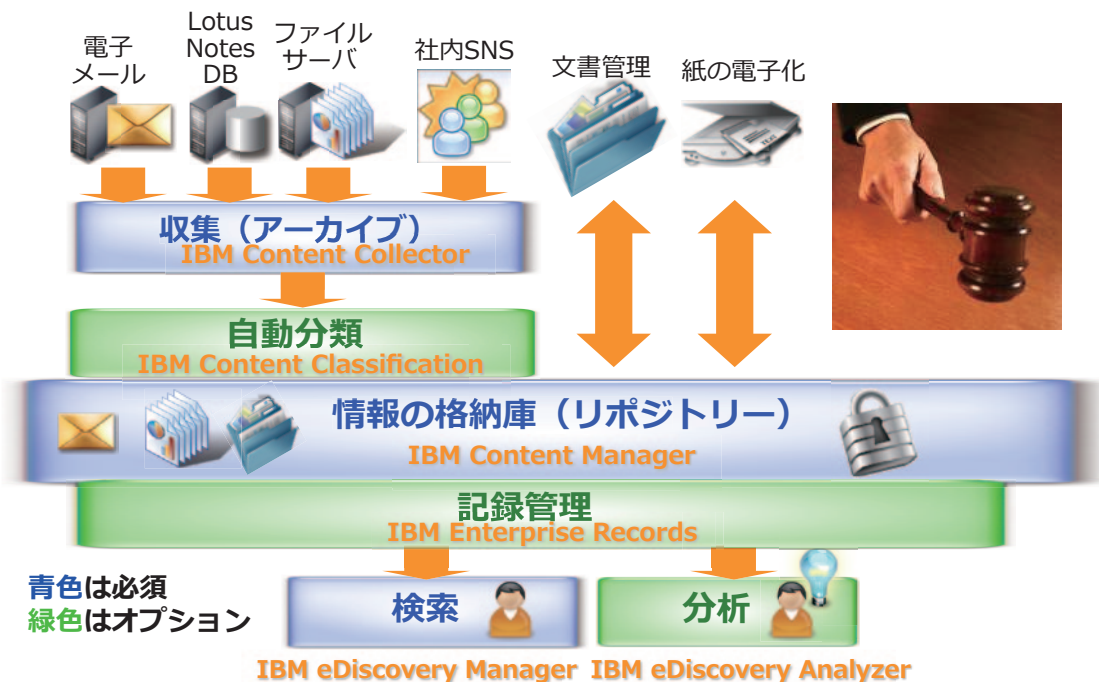 電子
メール
Lotus
Notes
DB
ファイル
サーバ
社内SNS
文書管理
紙の電子化
収集（アーカイブ）
IBM Content Collector
自動分類
IBM Content Classification
情報の格納庫（リポジトリー）
IBM Content Manager
記録管理
IBM Enterprise Records
青色は必須
緑色はオプション
検索
分析
IBM eDiscovery Manager
IBM eDiscovery Analyzer